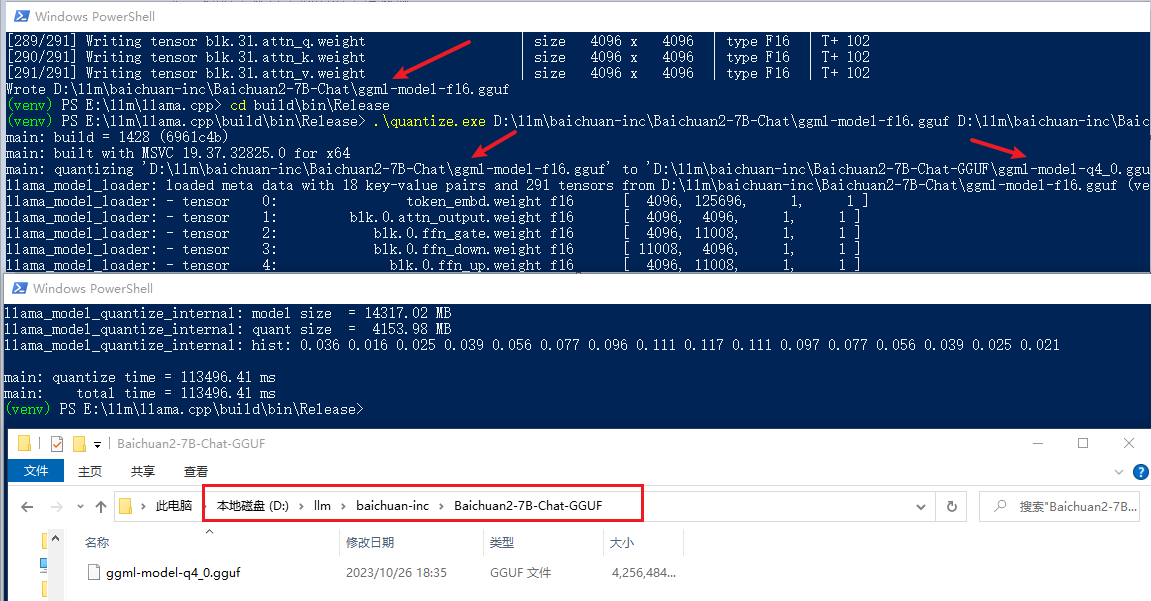 Windows PowerShell
[289/291] Writing tensor blk.31.attn_q.weight | size 4096 x 4096 | type F16 | T+ 102
[290/291] Writing tensor blk.31.attn_k.weight | size 4096 x 4096 | type F16 | T+ 102
[291/291] Writing tensor blk.31.attn_v.weight | size 4096 x 4096 | type F16 | T+ 102
Wrote D:\llm\baichuan-inc\Baichuan2-7B-Chat\ggml-model-f16.gguf
(venv) PS E:\llm\llama.cpp> cd build\bin\Release
(venv) PS E:\llm\llama.cpp\build\bin\Release> .\quantize.exe D:\llm\baichuan-inc\Baichuan2-7B-Chat\ggml-model-f16.gguf D:\llm\baichuan-inc\Baic
main: build = 1428 (6961c4b)
main: built with MSVC 19.37.32825.0 for x64
main: quantizing 'D:\llm\baichuan-inc\Baichuan2-7B-Chat\ggml-model-f16.gguf' to 'D:\llm\baichuan-inc\Baichuan2-7B-Chat-GGUF\ggml-model-q4_0.ggu
llama_model_loader: loaded meta data with 18 key-value pairs and 291 tensors from D:\llm\baichuan-inc\Baichuan2-7B-Chat\ggml-model-f16.gguf (ve
llama_model_loader: - tensor 0: token_embd.weight f16 [ 4096, 125696, 1, 1 ]
llama_model_loader: - tensor 1: blk.0.attn_output.weight f16 [ 4096, 4096, 1, 1 ]
llama_model_loader: - tensor 2: blk.0.ffn_gate.weight f16 [ 4096, 11008, 1, 1 ]
llama_model_loader: - tensor 3: blk.0.ffn_down.weight f16 [ 11008, 4096, 1, 1 ]
llama_model_loader: - tensor 4: blk.0.ffn_up.weight f16 [ 4096, 11008, 1, 1 ]
Windows PowerShell
llama_model_quantize_internal: model size = 14317.02 MB
llama_model_quantize_internal: quant size = 4153.98 MB
llama_model_quantize_internal: hist: 0.036 0.016 0.025 0.039 0.056 0.077 0.096 0.111 0.117 0.111 0.097 0.077 0.056 0.039 0.025 0.021
main: quantize time = 113496.41 ms
main: total time = 113496.41 ms
(venv) PS E:\llm\llama.cpp\build\bin\Release>
Baichuan2-7B-Chat-GGUF
文件 主页 共享 查看
此电脑 › 本地磁盘 (D:) › llm › baichuan-inc › Baichuan2-7B-Chat-GGUF 搜索"Baichuan2-7B...
名称 修改日期 类型 大小
ggml-model-q4_0.gguf 2023/10/26 18:35 GGUF 文件 4,256,484...